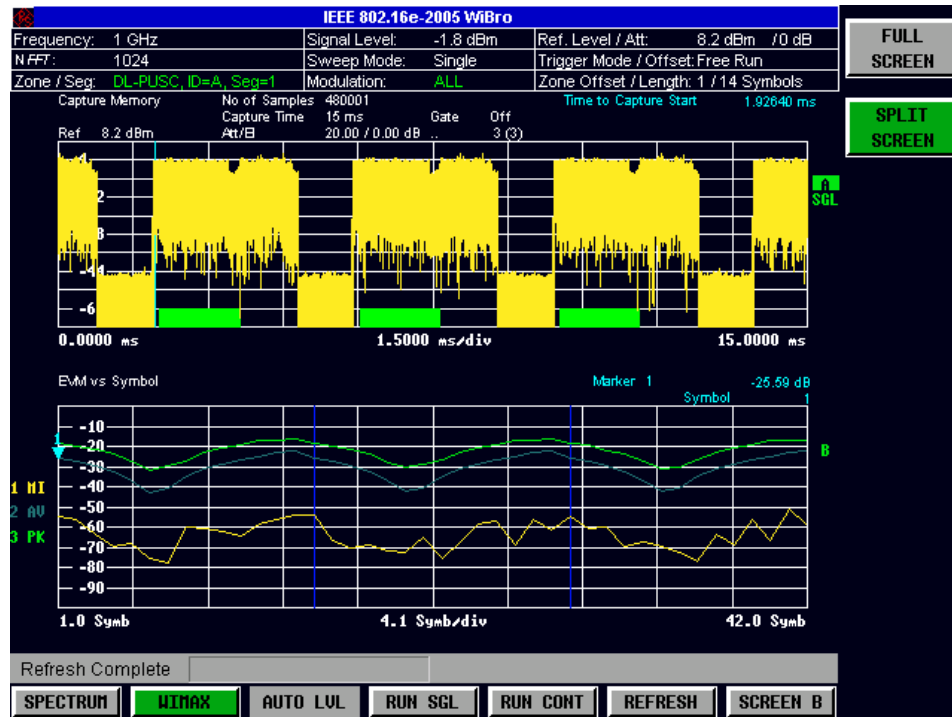 IEEE 802.16e-2005 WiBro
Frequency: 1 GHz Signal Level: -1.8 dBm Ref. Level / Att: 8.2 dBm /0 dB
NFFT: 1024 Sweep Mode: Single Trigger Mode / Offset: Free Run
Zone / Seg: DL-PUSC, ID=A, Seg=1 Modulation: ALL Zone Offset / Length: 1 / 14 Symbols
FULL SCREEN
SPLIT SCREEN
Capture Memory No of Samples 480001 Time to Capture Start 1.92640 ms
Capture Time 15 ms Gate Off
Ref 8.2 dBm Att/El 20.00 / 0.00 dB .. 3 (3)
A
SGL
-6
0.0000 ms 1.5000 ms/div 15.0000 ms
EVM vs Symbol Marker 1 -25.59 dB
Symbol 1
-10
1
-20
B
-30
-40
1 MI
-50
2 AV
-60
3 PK
-70
-80
-90
1.0 Symb 4.1 Symb/div 42.0 Symb
Refresh Complete
SPECTRUM WIMAX AUTO LVL RUN SGL RUN CONT REFRESH SCREEN B